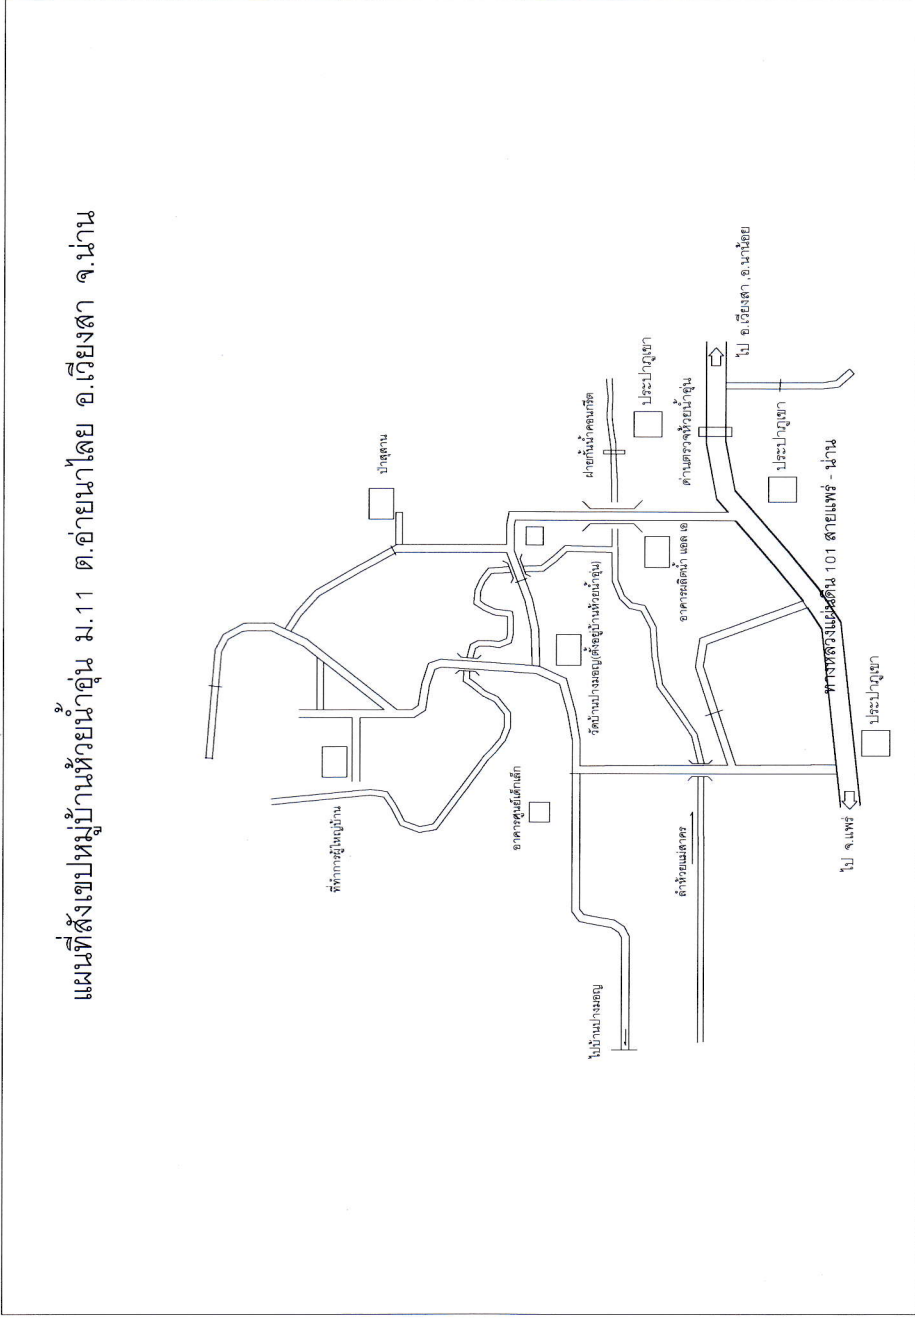 แผนที่สังเขปหมู่บ้านห้วยน้ำอุ่น ม.11 ต.อ่ายนาไลย อ.เวียงสา จ.น่าน
ป่าสุสาน
ที่ทำการผู้ใหญ่บ้าน
อาคารศูนย์เด็กเล็ก
วัดบ้านปางมอญ(ตั้งอยู่บ้านห้วยน้ำอุ่น)
ฝายกั้นน้ำคอนกรีต
ไปบ้านปางมอญ
ประปาภูเขา
ลำห้วยแม่สาคร
อาคารผลิตน้ำ แอล เอ
ด่านตรวจห้วยน้ำอุ่น
ไป อ.เวียงสา ,อ.นาน้อย
ประปาภูเขา
ทางหลวงแผ่นดิน 101 สายแพร่ - น่าน
ไป จ.แพร่
ประปาภูเขา